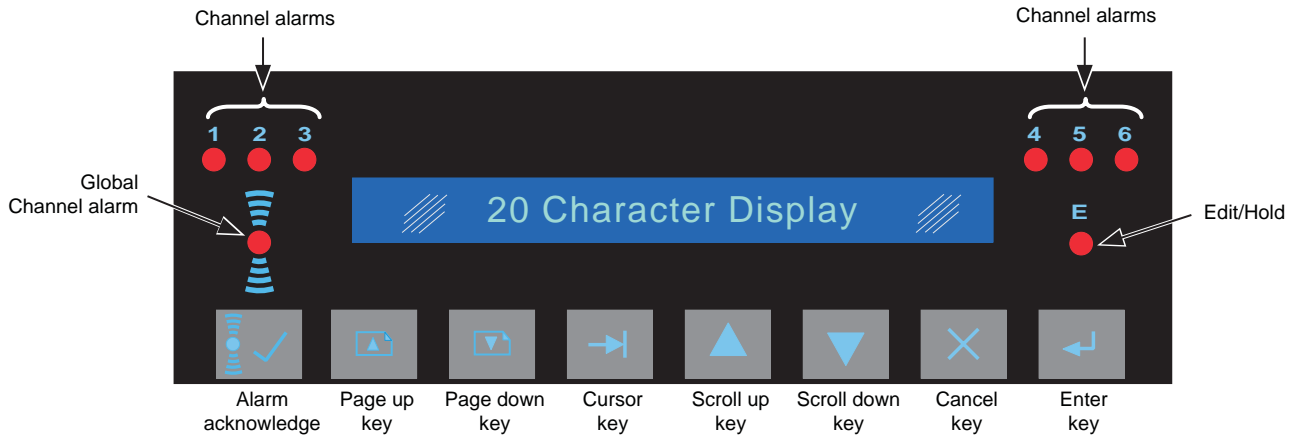 Channel alarms
Channel alarms
1 2 3
4 5 6
Global
Channel alarm
20 Character Display
E
Edit/Hold
Alarm
acknowledge
Page up
key
Page down
key
Cursor
key
Scroll up
key
Scroll down
key
Cancel
key
Enter
key